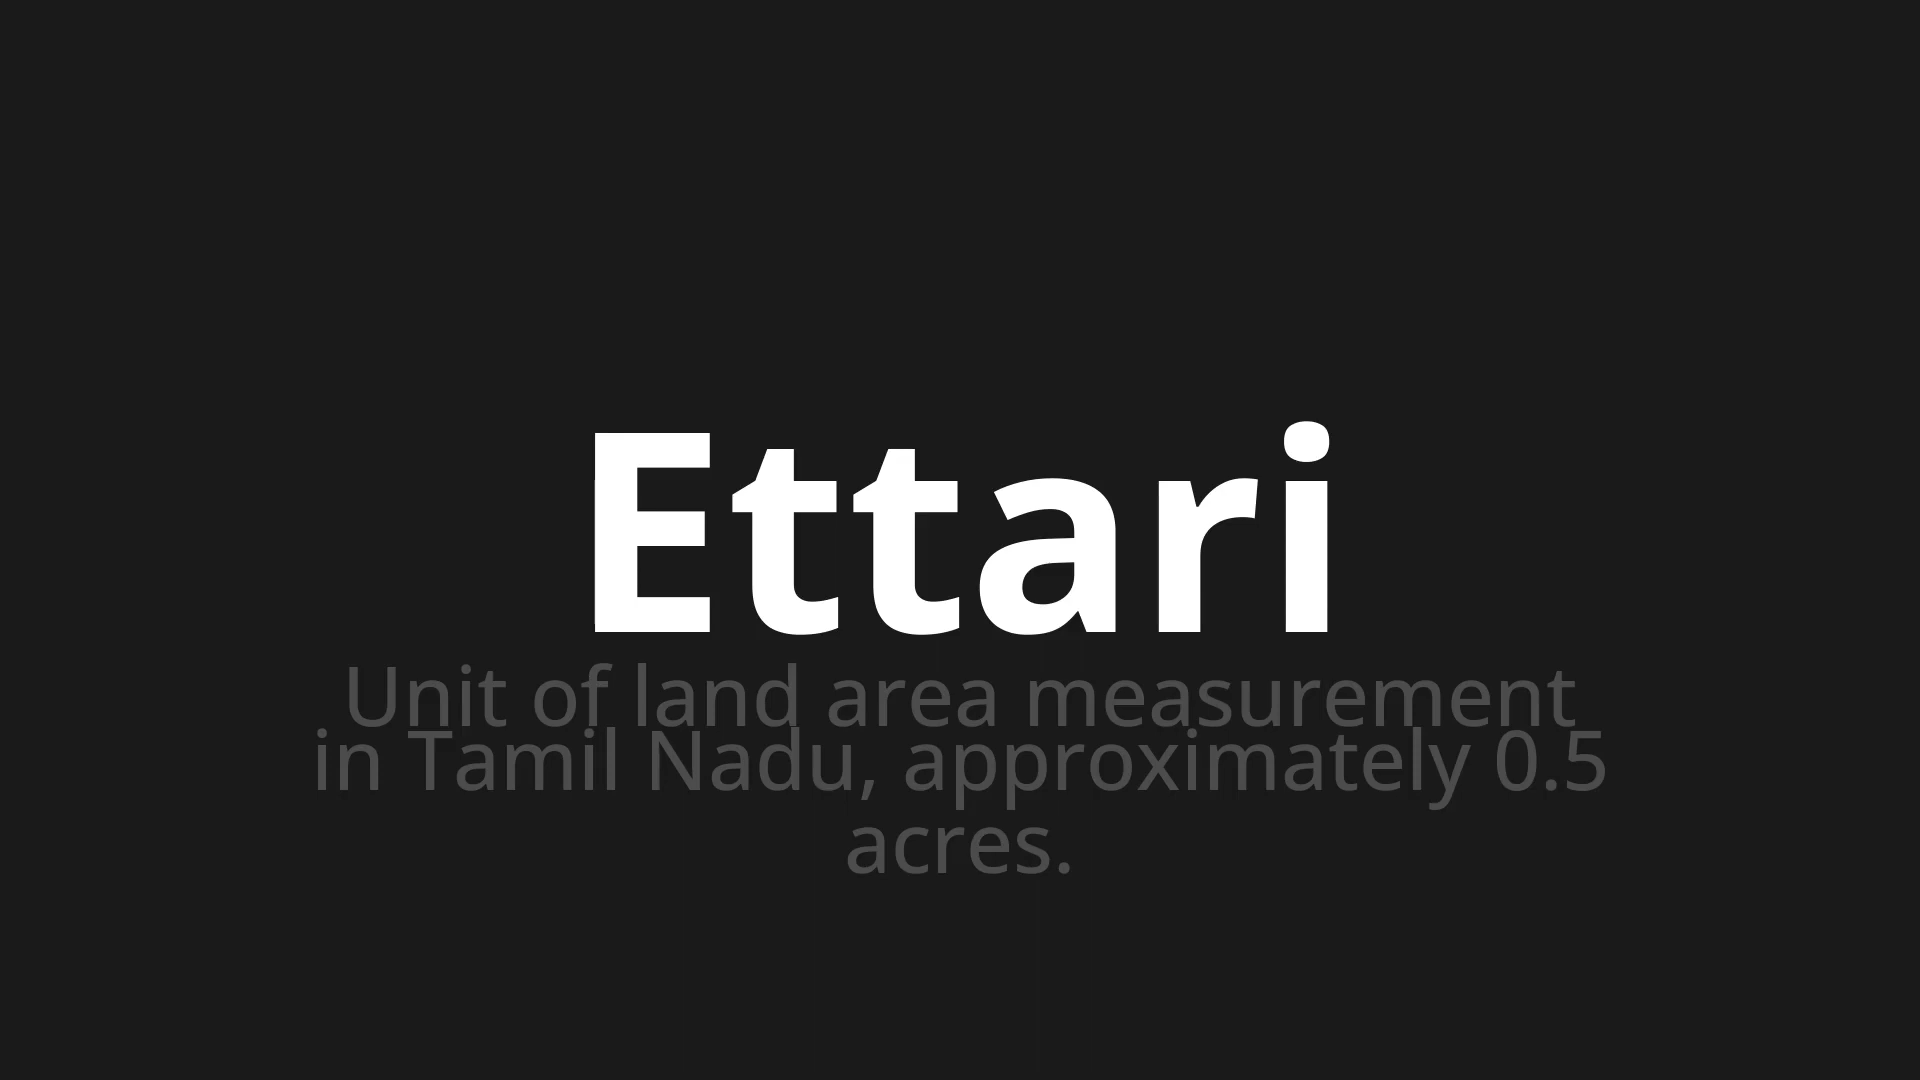 Ettari
Unit of land area measurement
in Tamil Nadu, approximately 0.5
acres.